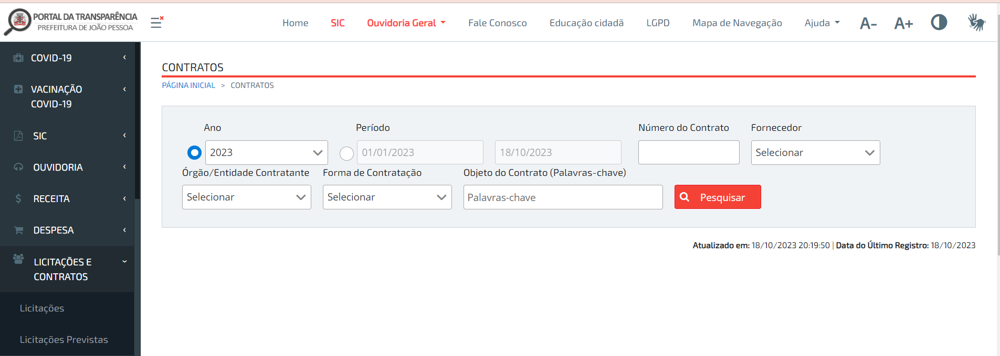 PORTAL DA TRANSPARÊNCIA
PREFEITURA DE JOÃO PESSOA
Home SIC Ouvidoria Geral Fale Conosco Educação cidadã LGPD Mapa de Navegação Ajuda A- A+
COVID-19
VACINAÇÃO
COVID-19
SIC
OUVIDORIA
RECEITA
DESPESA
LICITAÇÕES E
CONTRATOS
Licitações
Licitações Previstas
CONTRATOS
PÁGINA INICIAL > CONTRATOS
Ano Período Número do Contrato Fornecedor
2023 01/01/2023 18/10/2023 Selecionar
Órgão/Entidade Contratante Forma de Contratação Objeto do Contrato (Palavras-chave)
Selecionar Selecionar Palavras-chave Pesquisar
Atualizado em: 18/10/2023 20:19:50 | Data do Último Registro: 18/10/2023